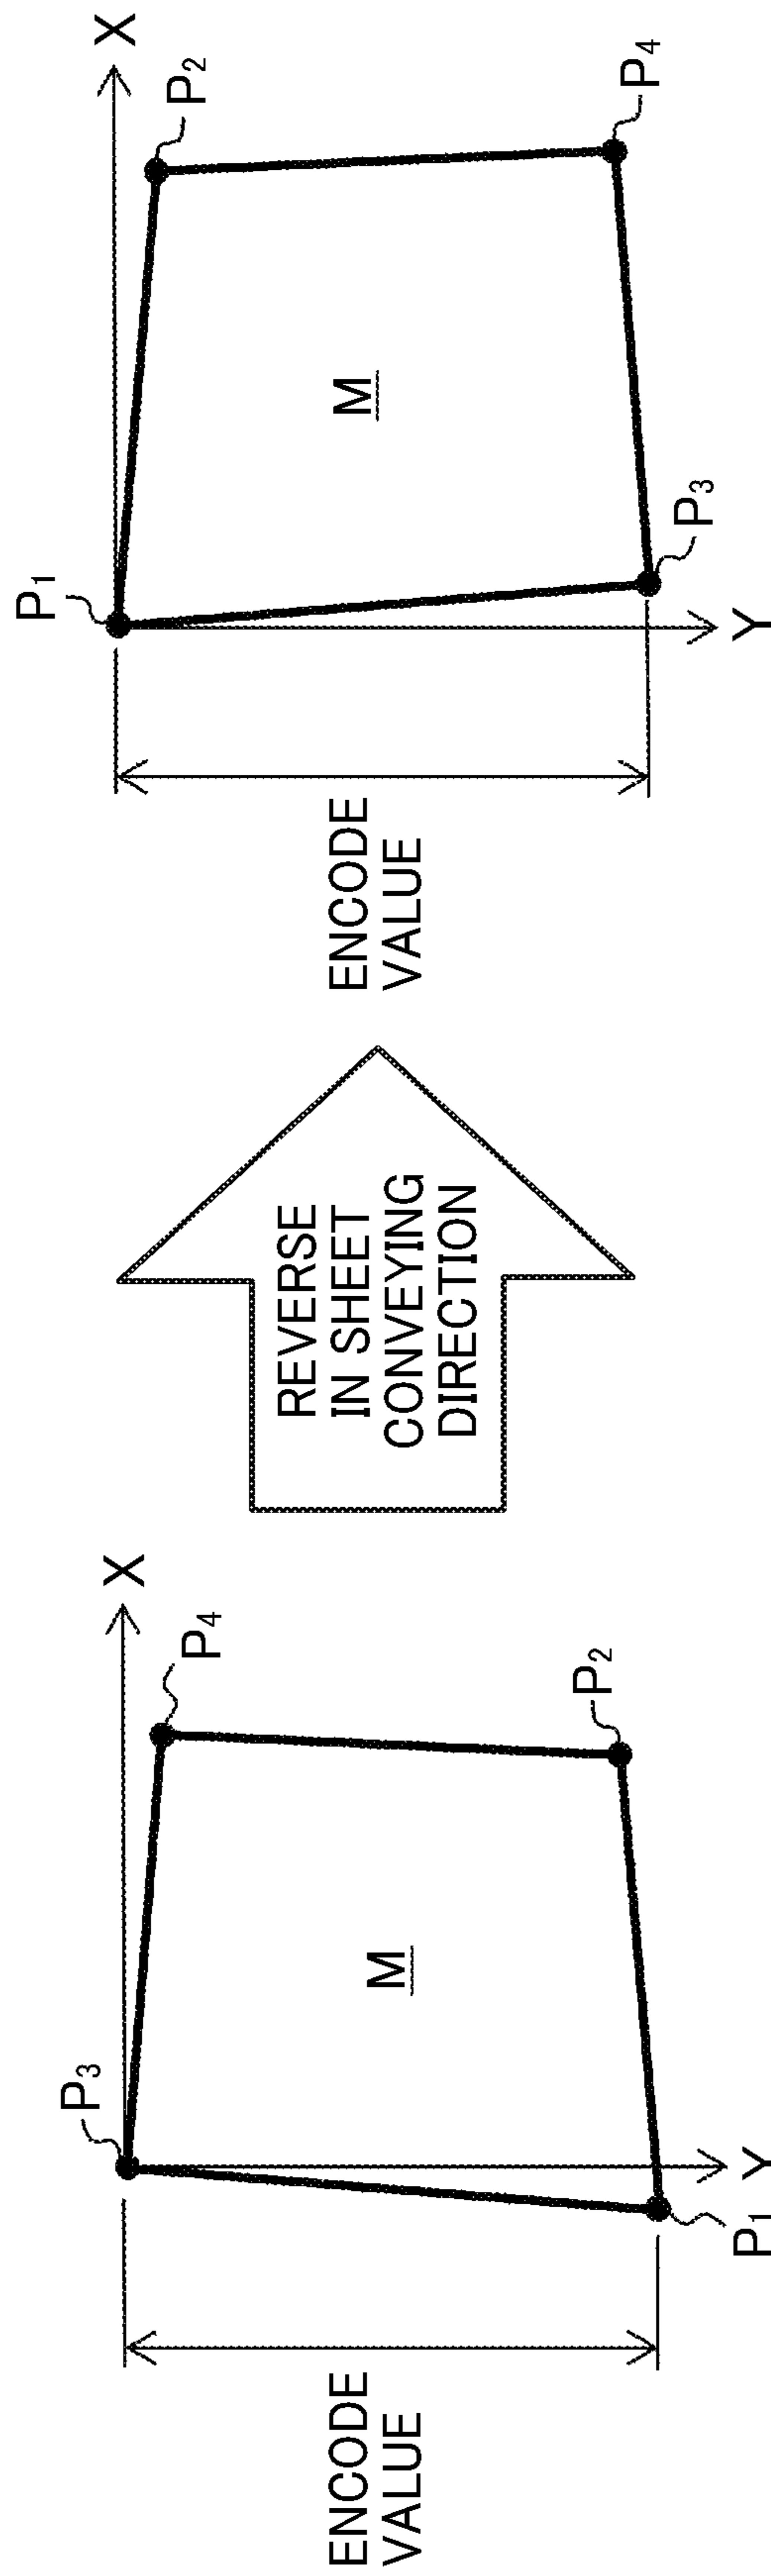 ENCODE
VALUE
P3
X
P4
M
P2
Y
P1
REVERSE
IN SHEET
CONVEYING
DIRECTION
ENCODE
VALUE
P1
X
P2
M
P4
P3
Y